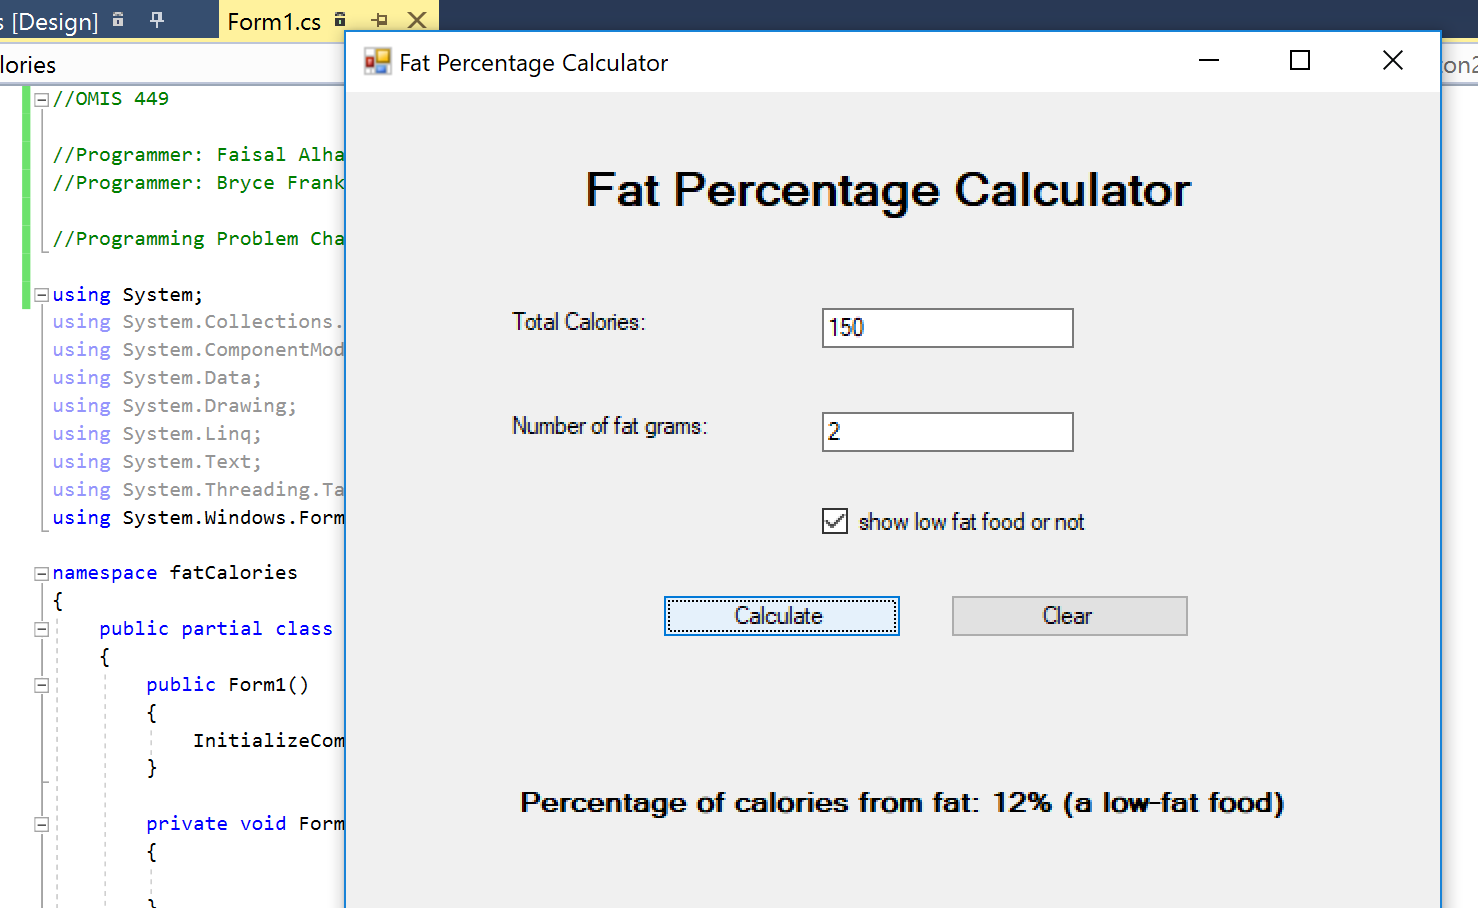 s [Design]
Form1.cs
lories
//OMIS 449
//Programmer: Faisal Alha
//Programmer: Bryce Frank
//Programming Problem Cha
using System;
using System.Collections.
using System.ComponentMod
using System.Data;
using System.Drawing;
using System.Linq;
using System.Text;
using System.Threading.Ta
using System.Windows.Form
namespace fatCalories
{
public partial class
{
public Form1()
{
InitializeCom
}
private void Form
{
}
Fat Percentage Calculator
Fat Percentage Calculator
Total Calories:
150
Number of fat grams:
2
show low fat food or not
Calculate
Clear
Percentage of calories from fat: 12% (a low-fat food)
ton2